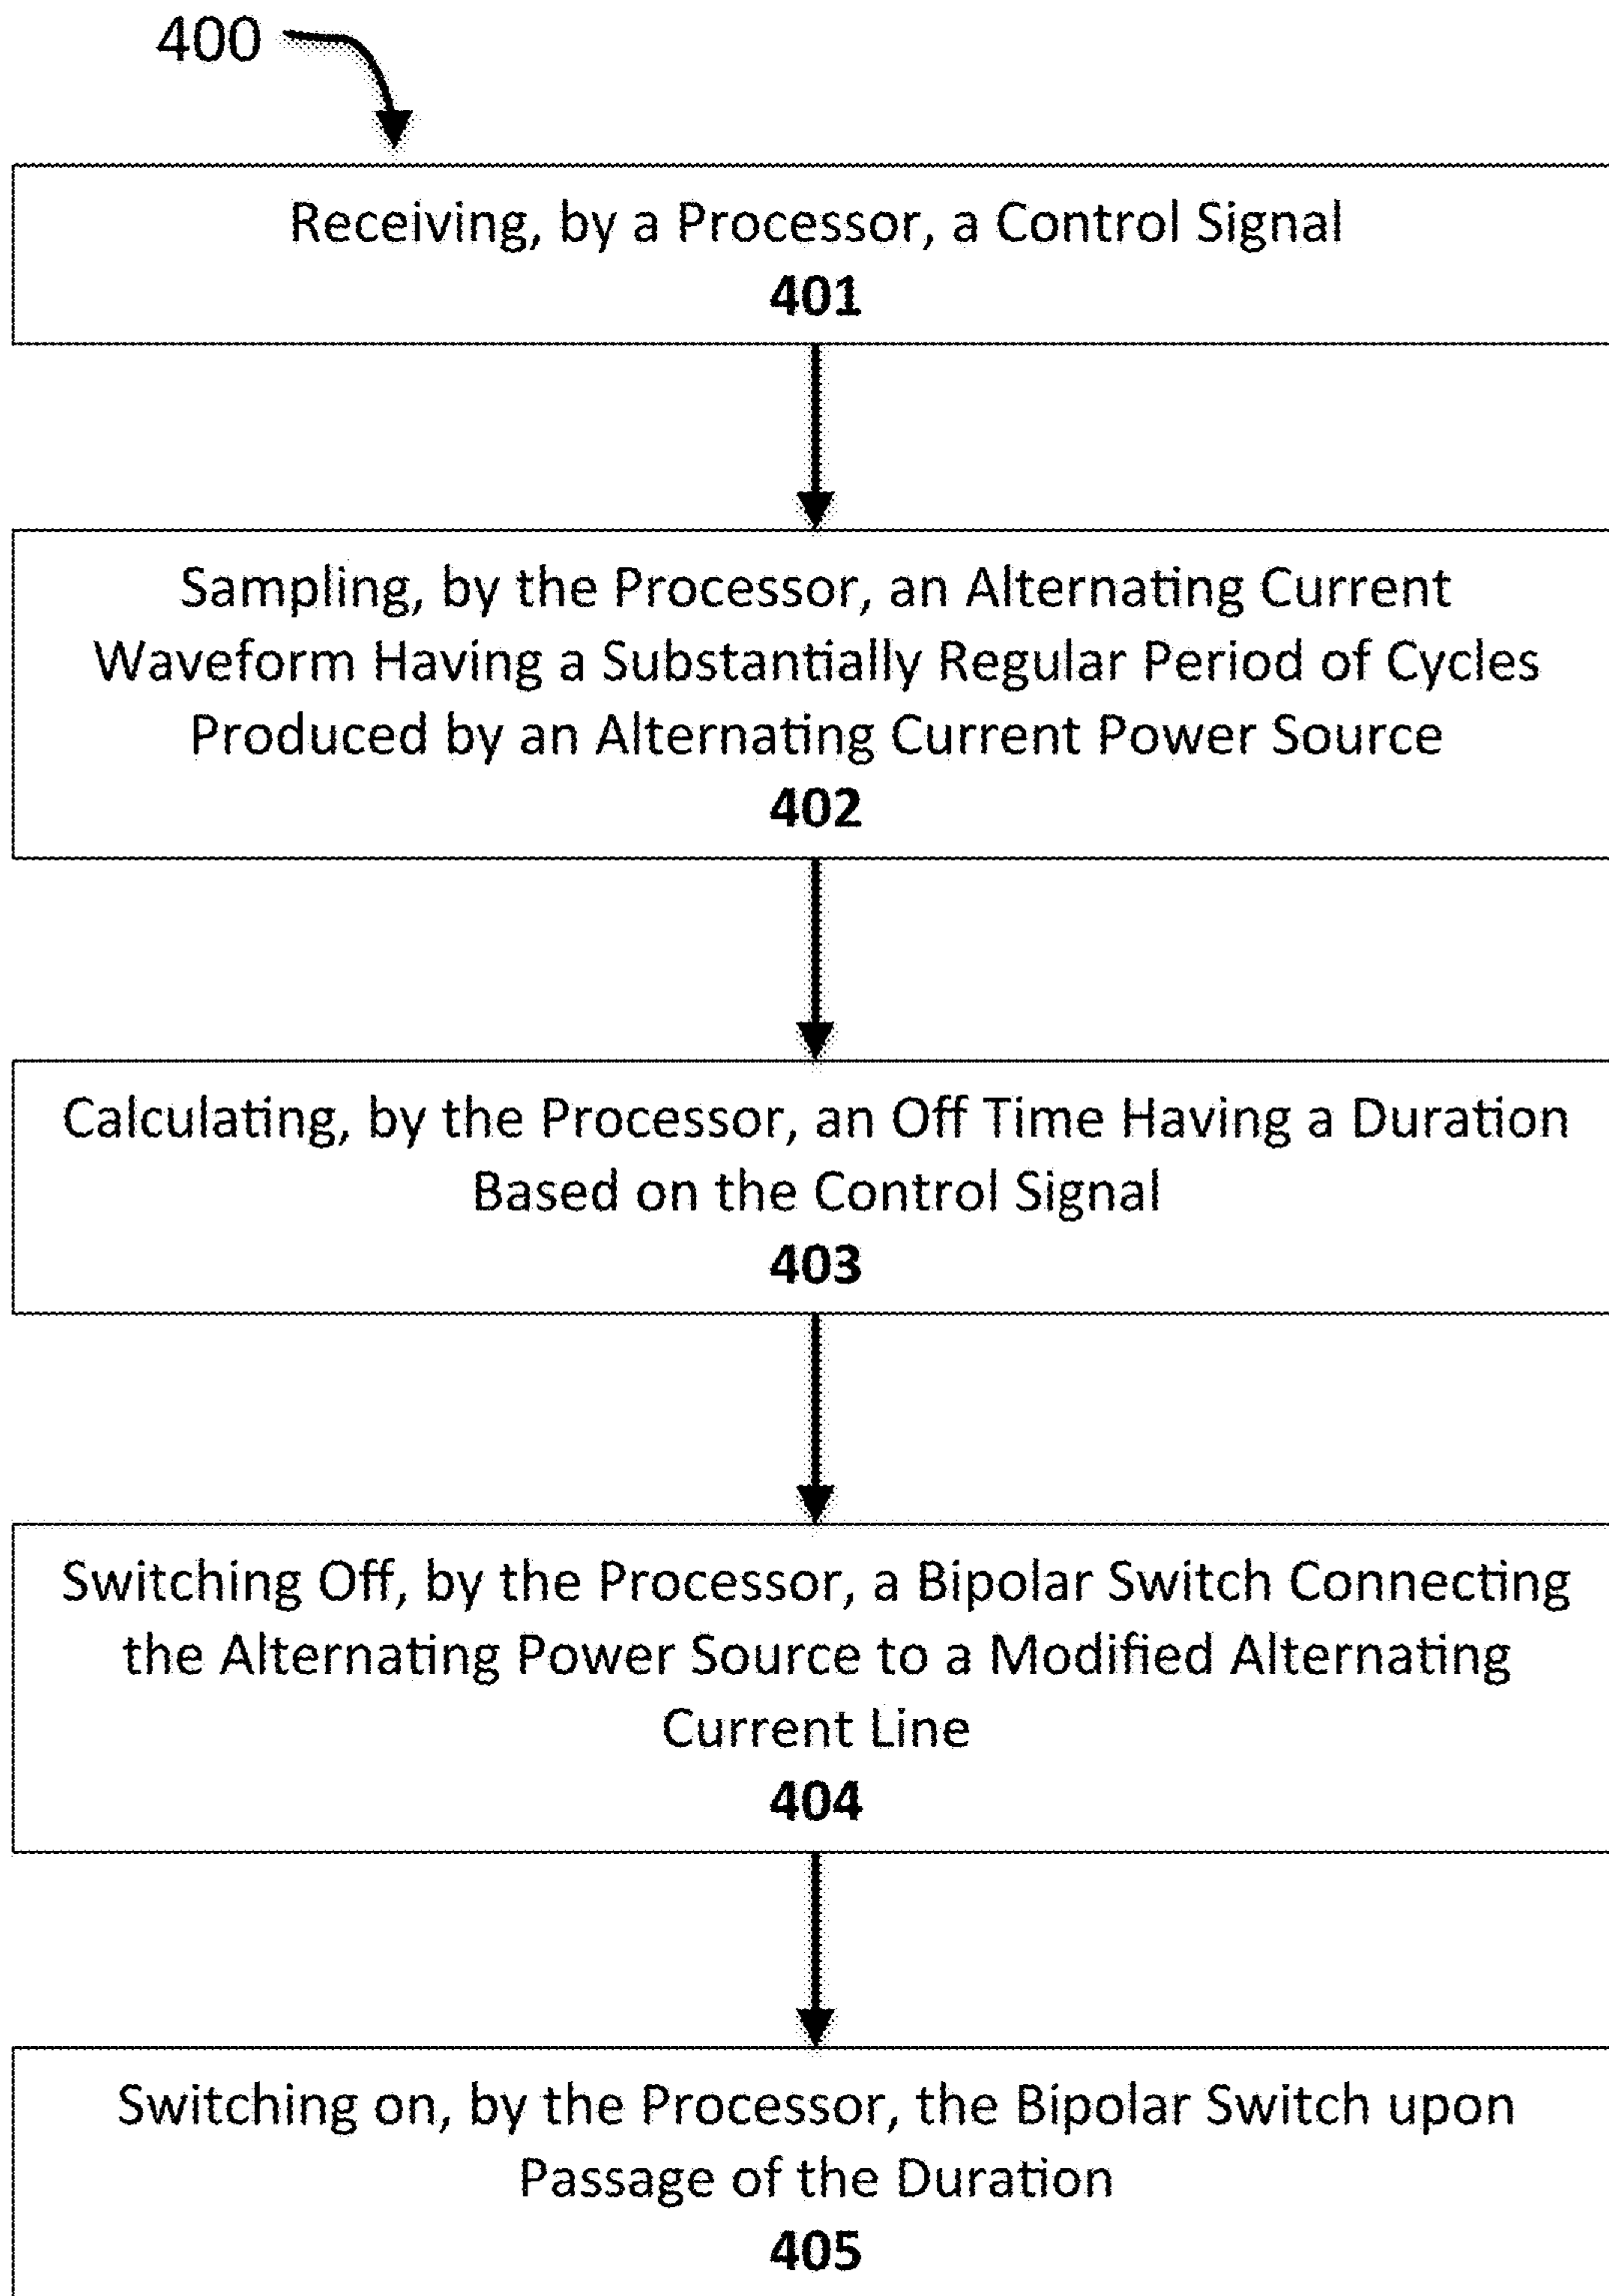 400
Receiving, by a Processor, a Control Signal
401
Sampling, by the Processor, an Alternating Current
Waveform Having a Substantially Regular Period of Cycles
Produced by an Alternating Current Power Source
402
Calculating, by the Processor, an Off Time Having a Duration
Based on the Control Signal
403
Switching Off, by the Processor, a Bipolar Switch Connecting
the Alternating Power Source to a Modified Alternating
Current Line
404
Switching on, by the Processor, the Bipolar Switch upon
Passage of the Duration
405